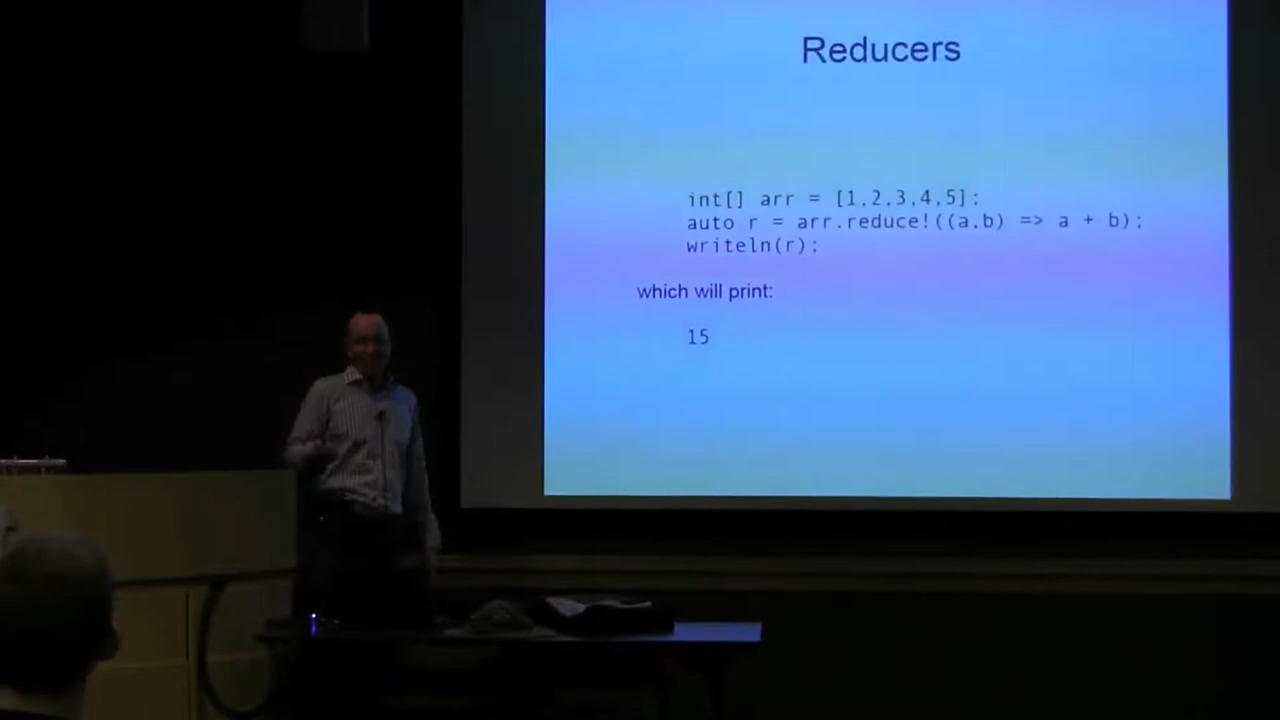 Reducers
int[] arr = [1,2,3,4,5];
auto r = arr.reduce!((a,b) => a + b);
writeln(r);
which will print:
15